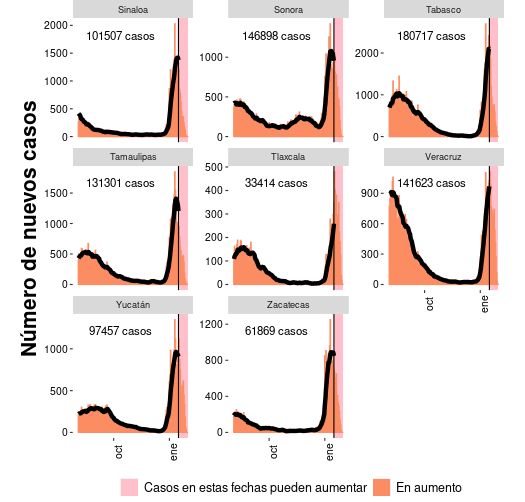 Número de nuevos casos
Sinaloa
Sonora
Tabasco
101507 casos
146898 casos
180717 casos
2000
1500
1000
500
0
1000
500
0
2000
1000
0
Tamaulipas
Tlaxcala
Veracruz
131301 casos
33414 casos
141623 casos
1500
1000
500
0
500
400
300
200
100
0
900
600
300
0
oct
ene
Yucatán
Zacatecas
97457 casos
61869 casos
1000
500
0
1200
800
400
0
oct
ene
oct
ene
Casos en estas fechas pueden aumentar
En aumento